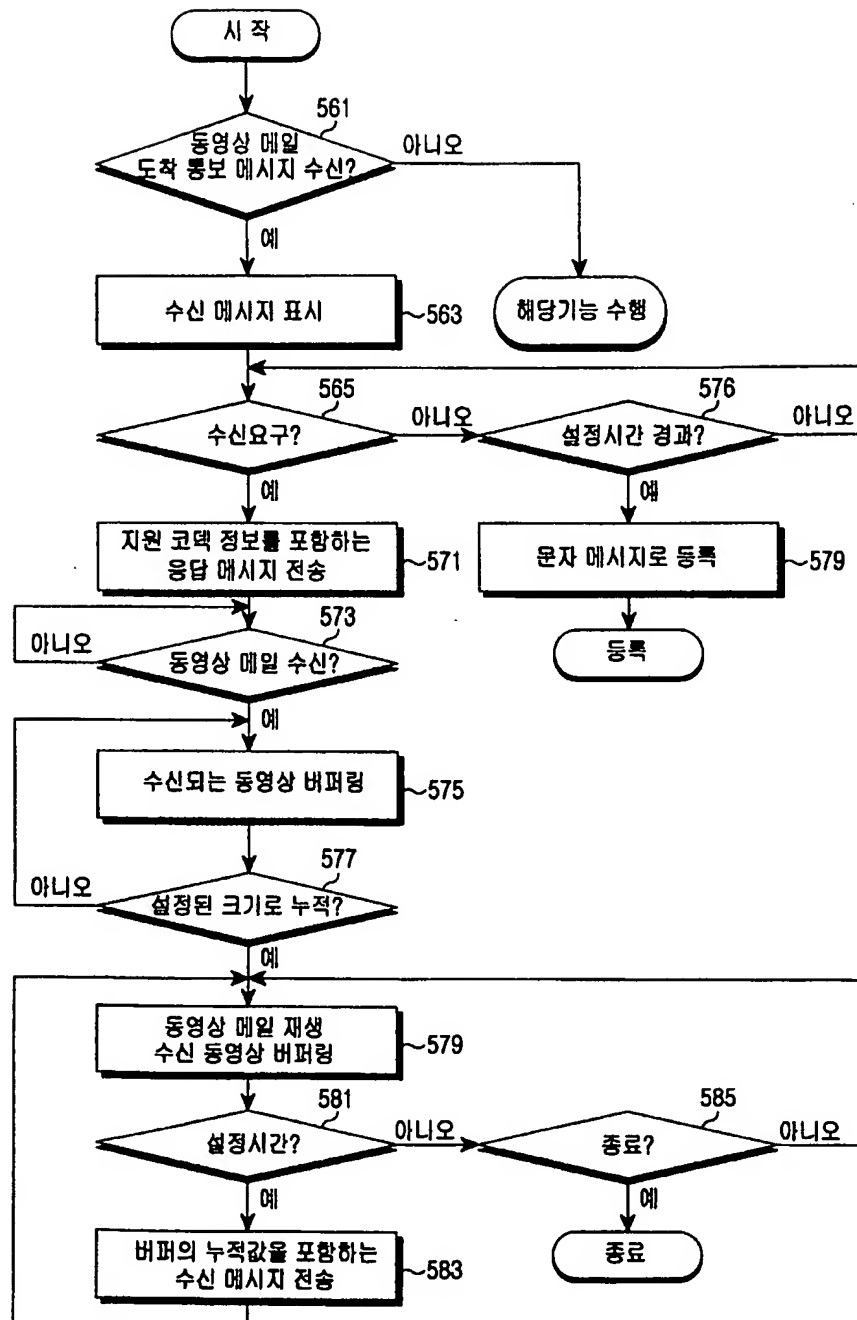 시 작
561
동영상 메일
도착 통보 메시지 수신?
아니오
예
수신 메시지 표시
563
해당기능 수행
565
수신요구?
아니오
576
설정시간 경과?
아니오
예
예
지원 코덱 정보를 포함하는
응답 메시지 전송
571
문자 메시지로 등록
579
573
아니오
동영상 메일 수신?
등록
예
수신되는 동영상 버퍼링
575
577
아니오
설정된 크기로 누적?
예
동영상 메일 재생
수신 동영상 버퍼링
579
581
설정시간?
아니오
585
종료?
아니오
예
예
버퍼의 누적값을 포함하는
수신 메시지 전송
583
종료